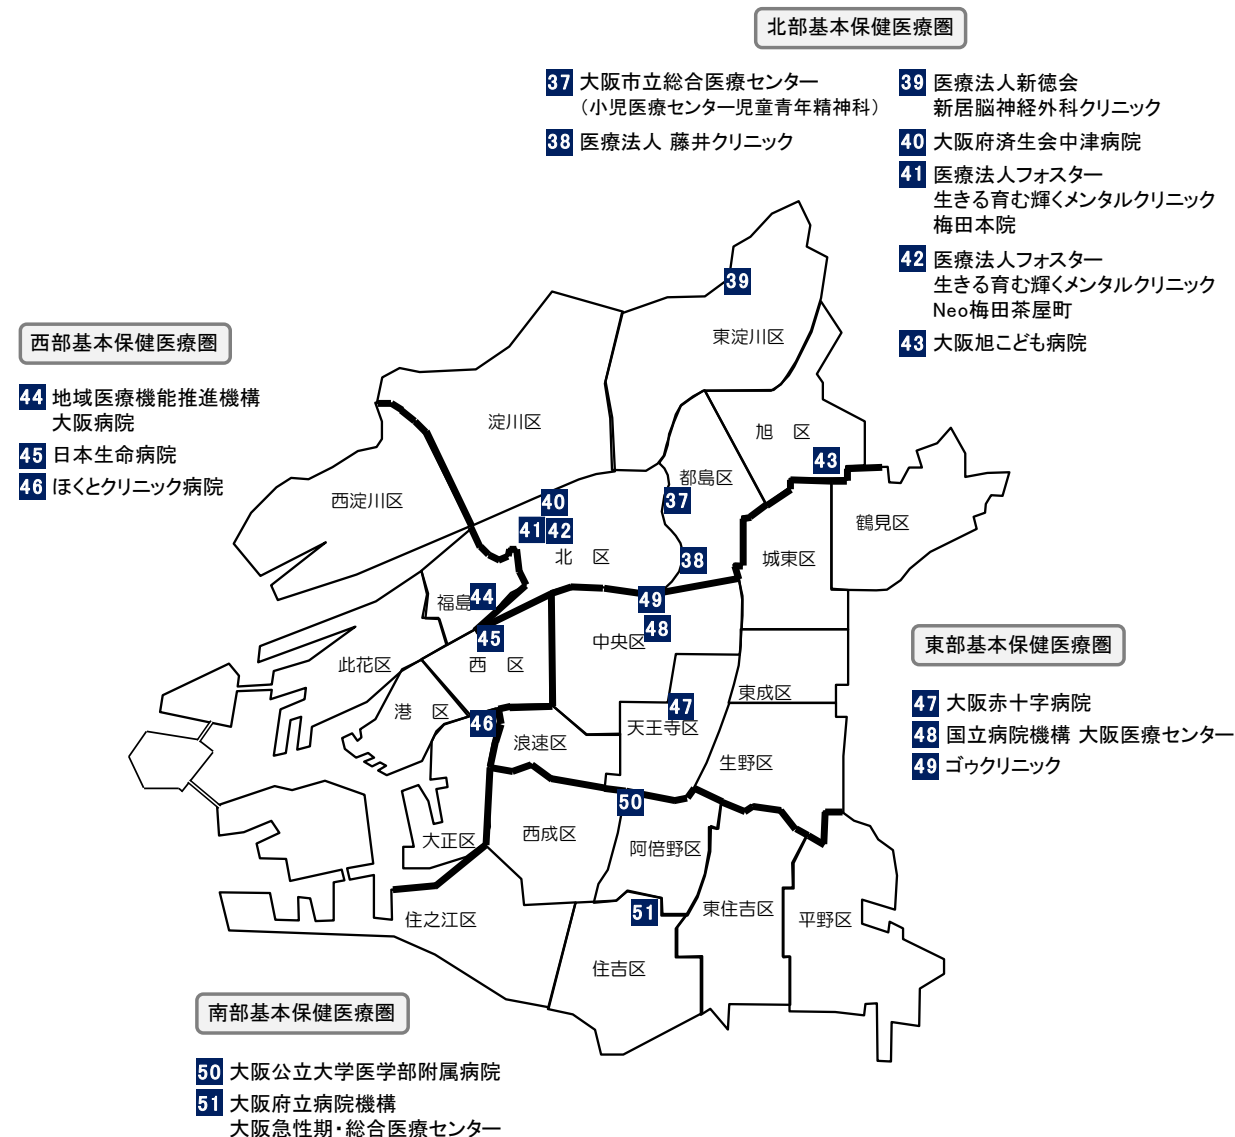 北部基本保健医療圏
37 大阪市立総合医療センター
（小児医療センター児童青年精神科）
38 医療法人 藤井クリニック
39 医療法人新徳会
新居脳神経外科クリニック
40 大阪府済生会中津病院
41 医療法人フォスター
生きる育む輝くメンタルクリニック
梅田本院
42 医療法人フォスター
生きる育む輝くメンタルクリニック
Neo梅田茶屋町
43 大阪旭こども病院
西部基本保健医療圏
44 地域医療機能推進機構
大阪病院
45 日本生命病院
46 ほくとクリニック病院
39
東淀川区
淀川区
旭 区
43
都島区
西淀川区
40
37
41 42
鶴見区
北 区
38
城東区
福島
44
49
48
中央区
45
此花区
西 区
東成区
47
港 区
46
天王寺区
浪速区
生野区
50
大正区
西成区
阿倍野区
51
東住吉区
住之江区
平野区
住吉区
東部基本保健医療圏
47 大阪赤十字病院
48 国立病院機構 大阪医療センター
49 ゴゥクリニック
南部基本保健医療圏
50 大阪公立大学医学部附属病院
51 大阪府立病院機構
大阪急性期・総合医療センター